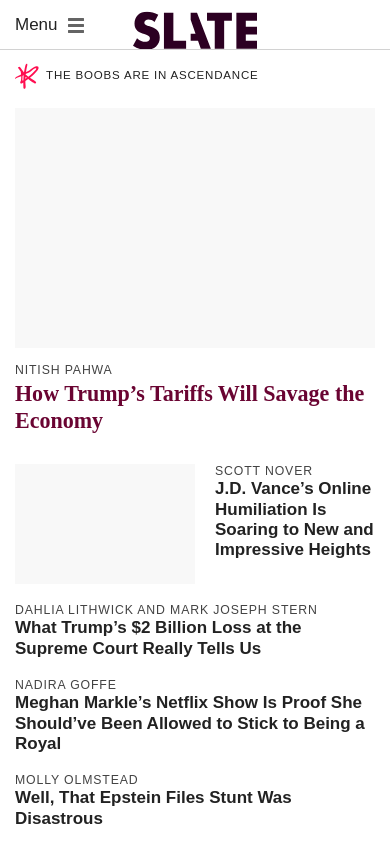 Menu
SLATE
THE BOOBS ARE IN ASCENDANCE
NITISH PAHWA
How Trump’s Tariffs Will Savage the
Economy
SCOTT NOVER
J.D. Vance’s Online
Humiliation Is
Soaring to New and
Impressive Heights
DAHLIA LITHWICK AND MARK JOSEPH STERN
What Trump’s $2 Billion Loss at the
Supreme Court Really Tells Us
NADIRA GOFFE
Meghan Markle’s Netflix Show Is Proof She
Should’ve Been Allowed to Stick to Being a
Royal
MOLLY OLMSTEAD
Well, That Epstein Files Stunt Was
Disastrous